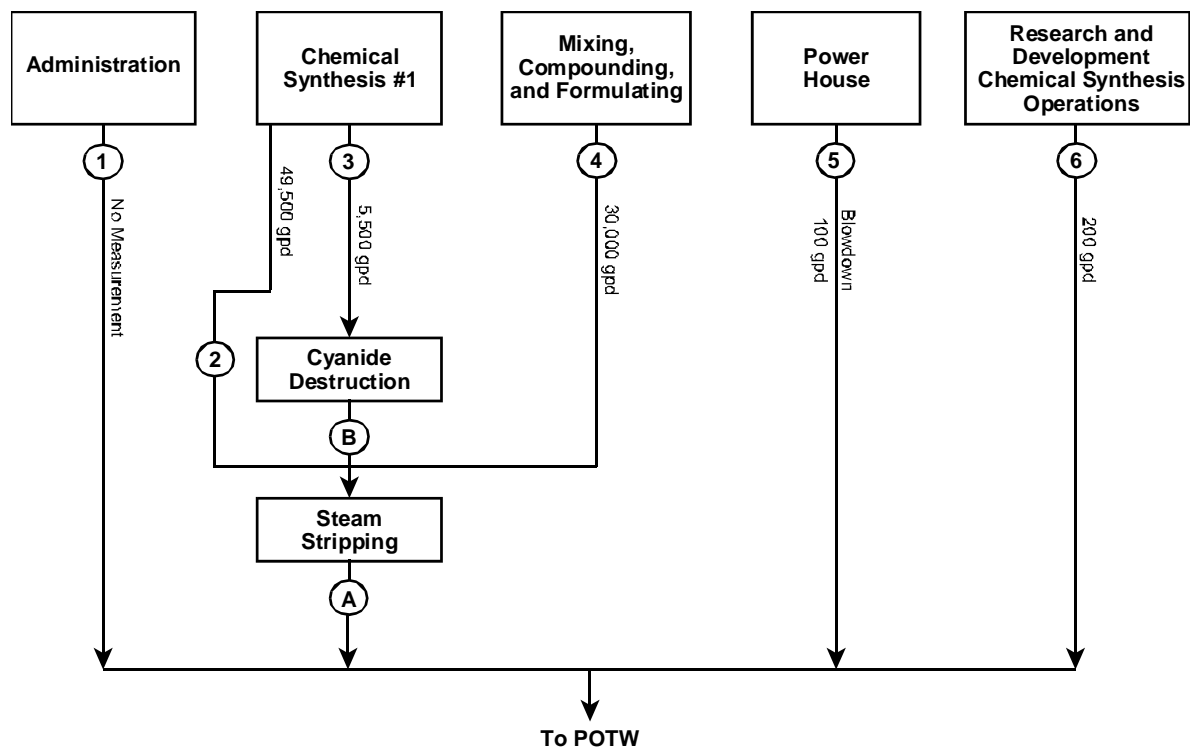 Administration
Chemical
Synthesis #1
Mixing,
Compounding,
and Formulating
Power
House
Research and
Development
Chemical Synthesis
Operations
1
3
4
5
6
No Measurement
49,500 gpd
5,500 gpd
30,000 gpd
Blowdown
100 gpd
200 gpd
2
Cyanide
Destruction
B
Steam
Stripping
A
To POTW